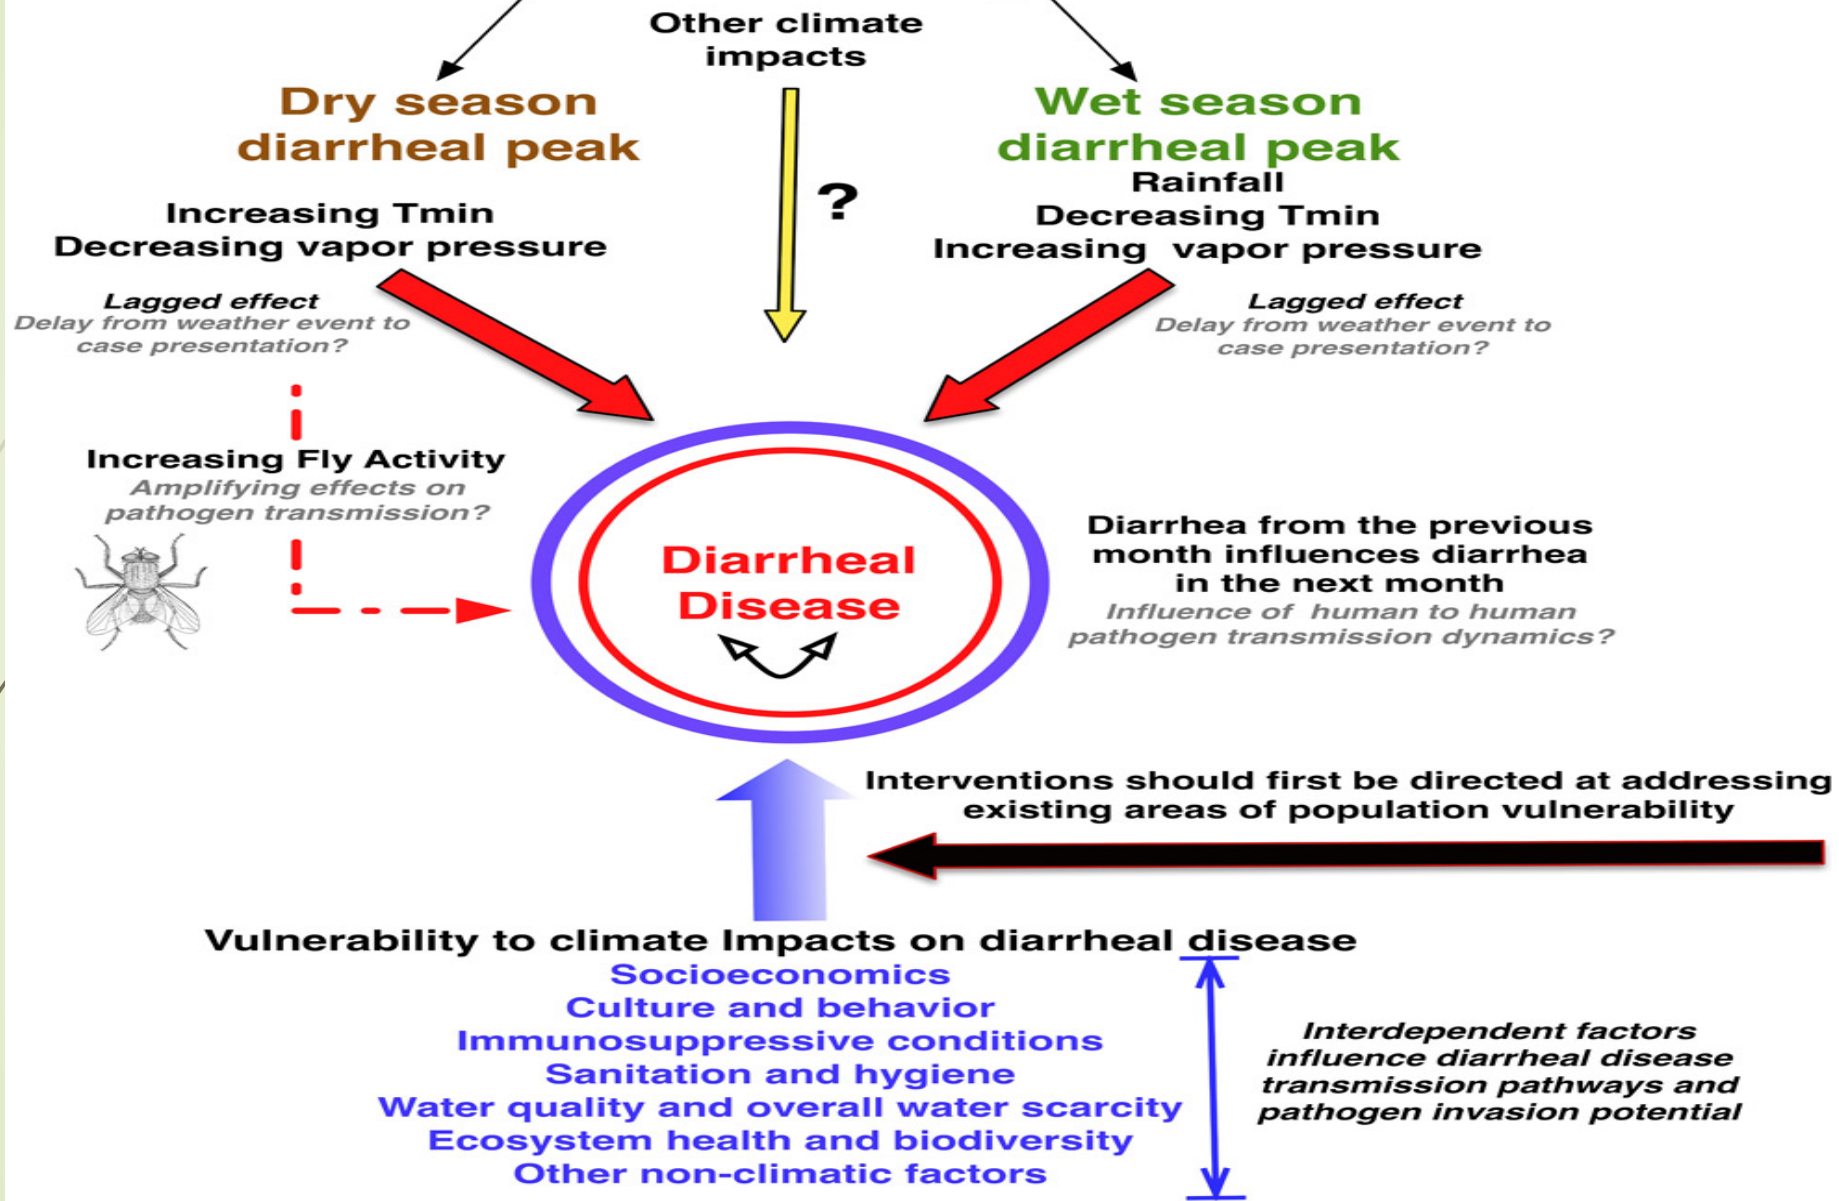 Other climate
impacts
Dry season
diarrheal peak
Wet season
diarrheal peak
?
Increasing Tmin
Decreasing vapor pressure
Rainfall
Decreasing Tmin
Increasing vapor pressure
Lagged effect
Delay from weather event to
case presentation?
Lagged effect
Delay from weather event to
case presentation?
Increasing Fly Activity
Amplifying effects on
pathogen transmission?
Diarrheal
Disease
Diarrhea from the previous
month influences diarrhea
in the next month
Influence of human to human
pathogen transmission dynamics?
Interventions should first be directed at addressing
existing areas of population vulnerability
Vulnerability to climate Impacts on diarrheal disease
Socioeconomics
Culture and behavior
Immunosuppressive conditions
Sanitation and hygiene
Water quality and overall water scarcity
Ecosystem health and biodiversity
Other non-climatic factors
Interdependent factors
influence diarrheal disease
transmission pathways and
pathogen invasion potential